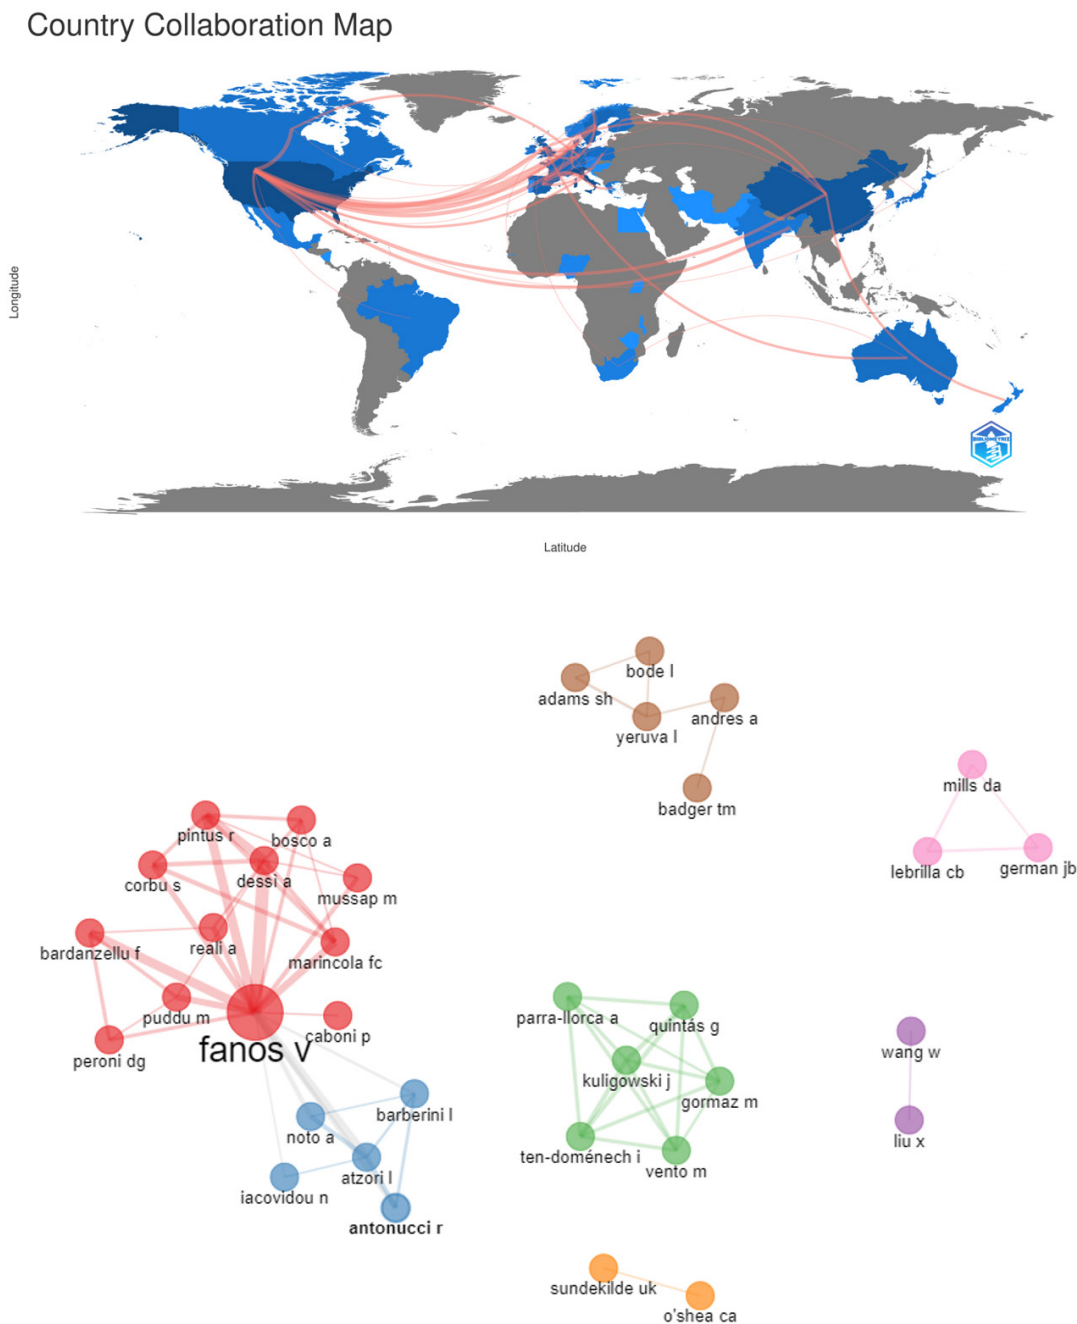 Country Collaboration Map
Longitude
BIBLIOMETRIX
Latitude
bode l
adams sh
andres a
yeruva l
mills da
badger tm
pintus r
bosco a
lebrilla cb
german jb
dessi a
corbu s
mussap m
bardanzellu f
reali a
marincola fc
puddu m
parra-llorca a
quintás g
caboni p
fanos v
wang w
peroni dg
kuligowski j
gormaz m
barberini l
noto a
liu x
ten-doménech i
vento m
atzori l
iacovidou n
antonucci r
sundekilde uk
o'shea ca